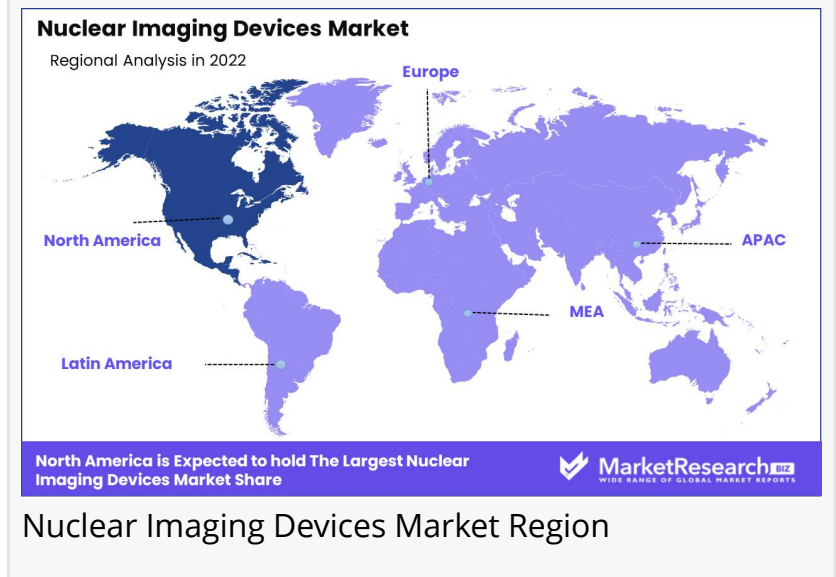 Nuclear Imaging Devices Market
Regional Analysis in 2022
Europe
North America
APAC
MEA
Latin America
North America is Expected to hold The Largest Nuclear
Imaging Devices Market Share
MarketResearch BIZ
WIDE RANGE OF GLOBAL MARKET REPORTS
Nuclear Imaging Devices Market Region